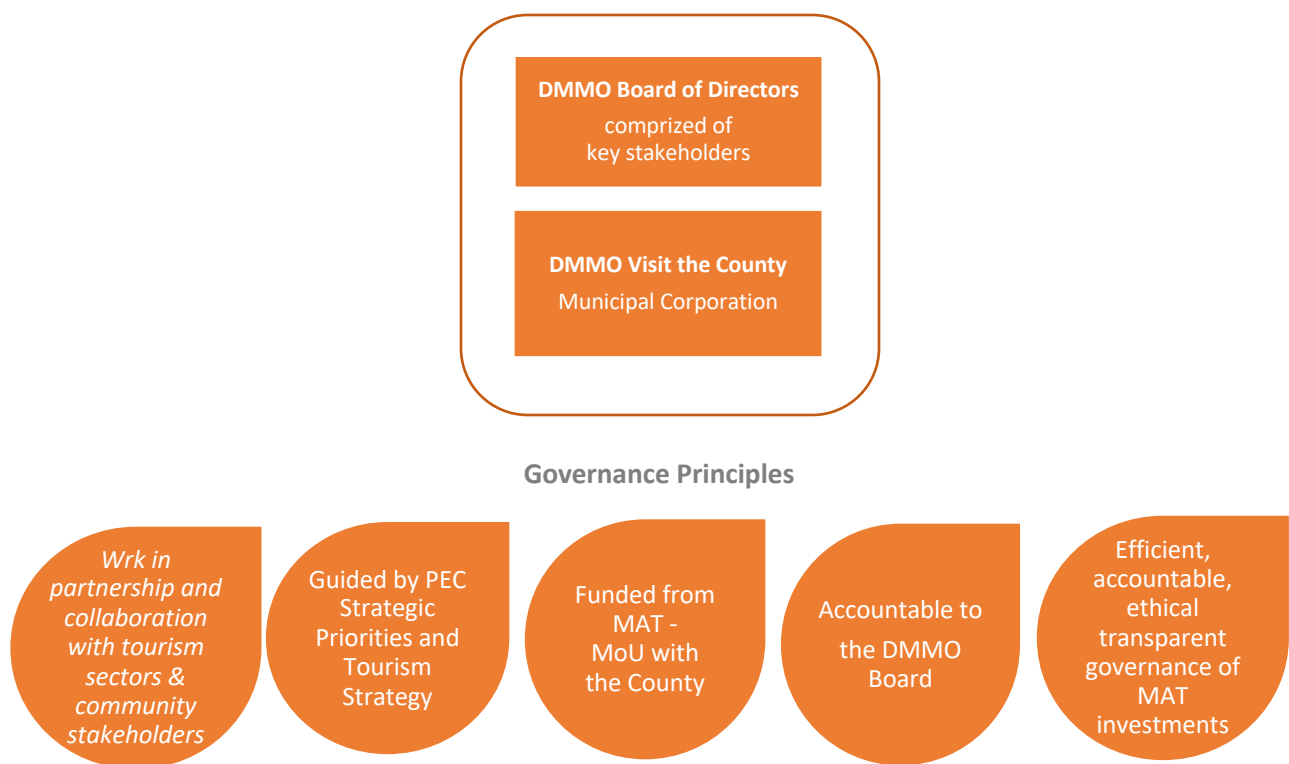 DMMO Board of Directors
comprized of
key stakeholders
DMMO Visit the County
Municipal Corporation
Governance Principles
Wrk in
partnership and
collaboration
with tourism
sectors &
community
stakeholders
Guided by PEC
Strategic
Priorities and
Tourism
Strategy
Funded from
MAT -
MoU with
the County
Accountable to
the DMMO
Board
Efficient,
accountable,
ethical
transparent
governance of
MAT
investments